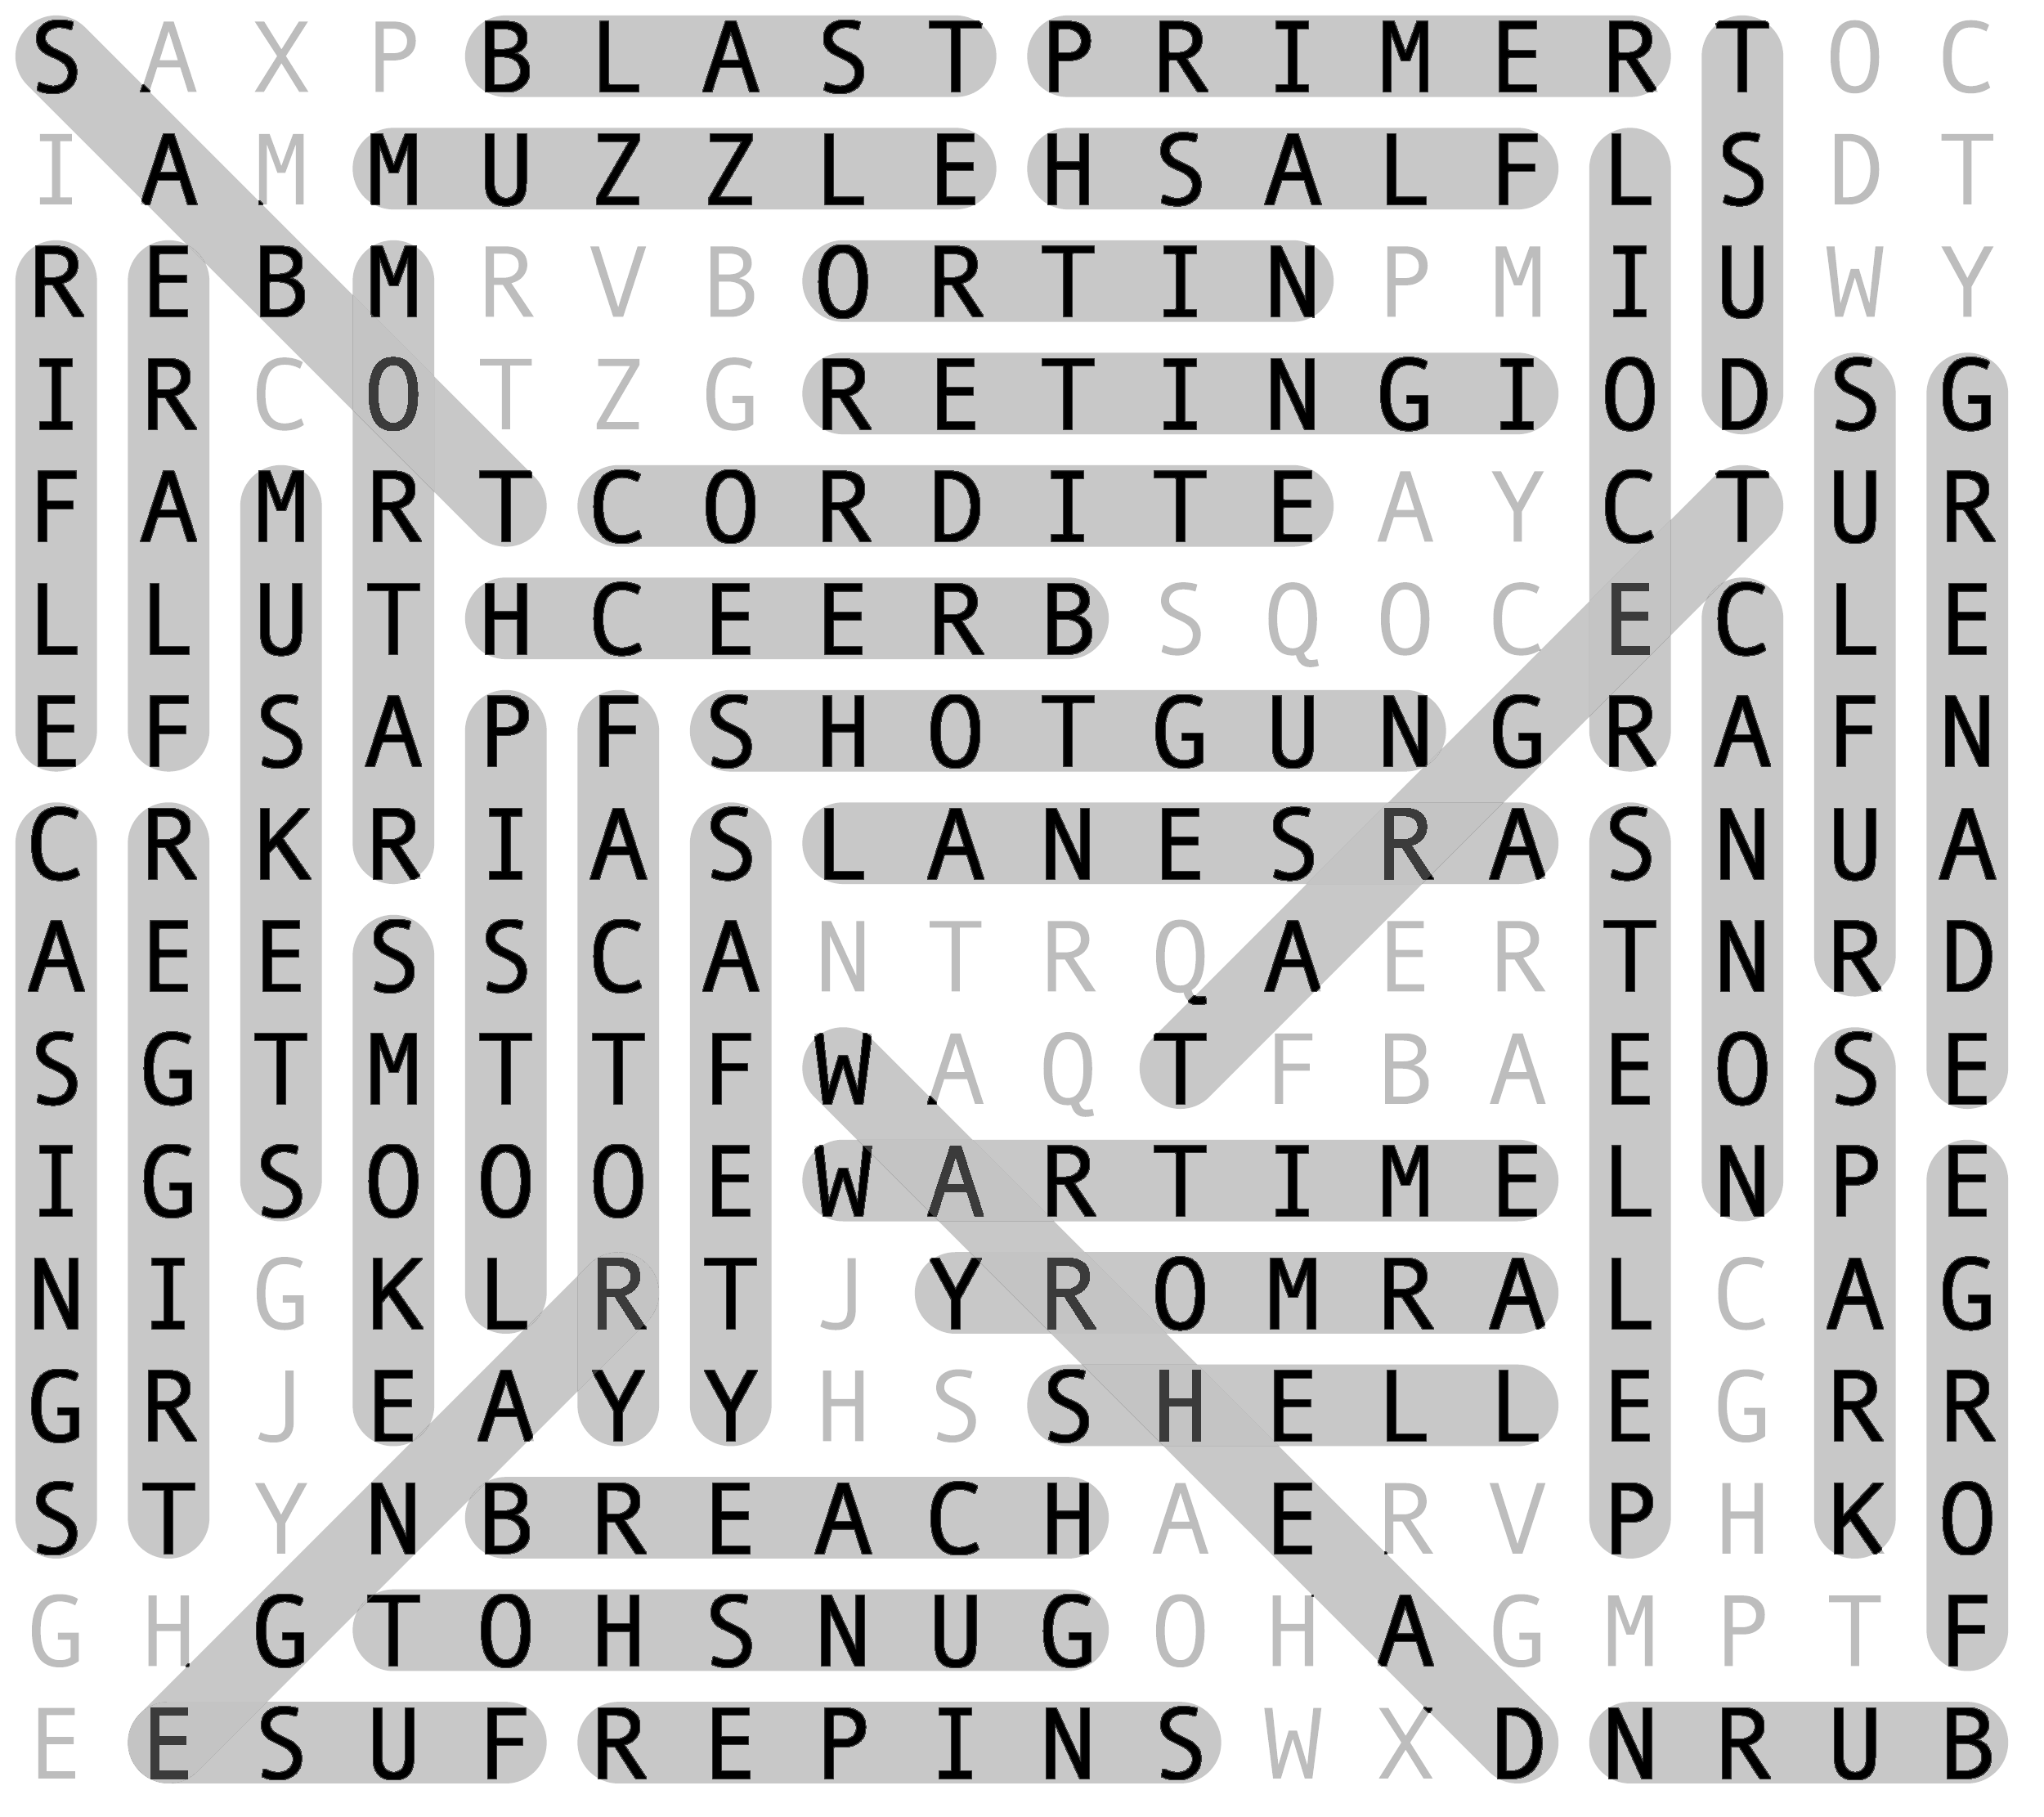 S A X P B L A S T P R I M E R T O C
I A M M U Z Z L E H S A L F L S D T
R E B M R V B O R T I N P M I U W Y
I R C O T Z G R E T I N G I O D S G
F A M R T C O R D I T E A Y C T U R
L L U T H C E E R B S Q O C E C L E
E F S A P F S H O T G U N G R A F N
C R K R I A S L A N E S R A S N U A
A E E S S C A N T R Q A E R T N R D
S G T M T T F W A Q T F B A E O S E
I G S O O O E W A R T I M E L N P E
N I G K L R T J Y R O M R A L C A G
G R J E A Y Y H S S H E L L E G R R
S T Y N B R E A C H A E R V P H K O
G H G T O H S N U G O H A G M P T F
E E S U F R E P I N S W X D N R U B